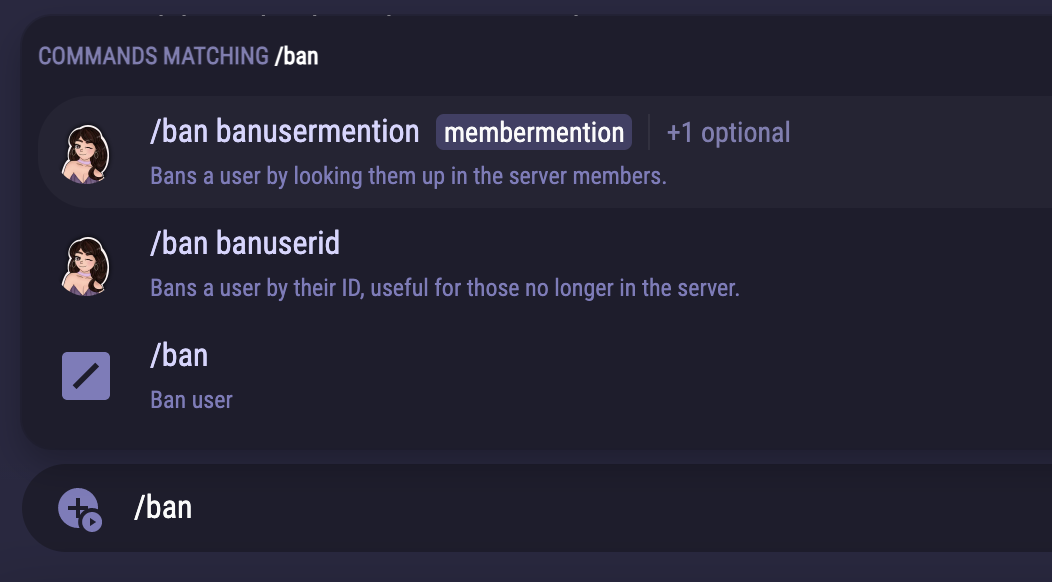 COMMANDS MATCHING /ban
/ban banusermention membermention +1 optional
Bans a user by looking them up in the server members.
/ban banuserid
Bans a user by their ID, useful for those no longer in the server.
/ban
Ban user
/ban